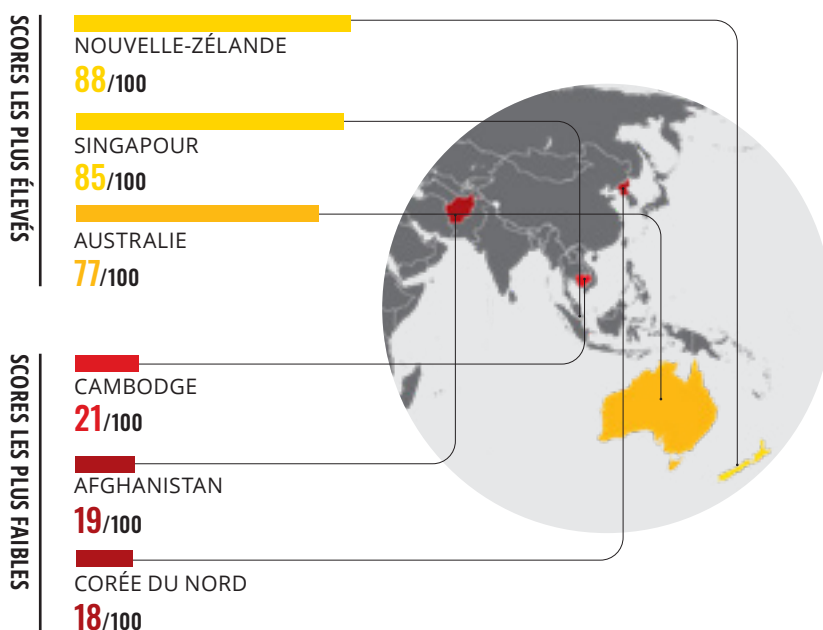 SCORES LES PLUS ÉLEVÉS
NOUVELLE-ZÉLANDE
88/100
SINGAPOUR
85/100
AUSTRALIE
77/100
SCORES LES PLUS FAIBLES
CAMBODGE
21/100
AFGHANISTAN
19/100
CORÉE DU NORD
18/100